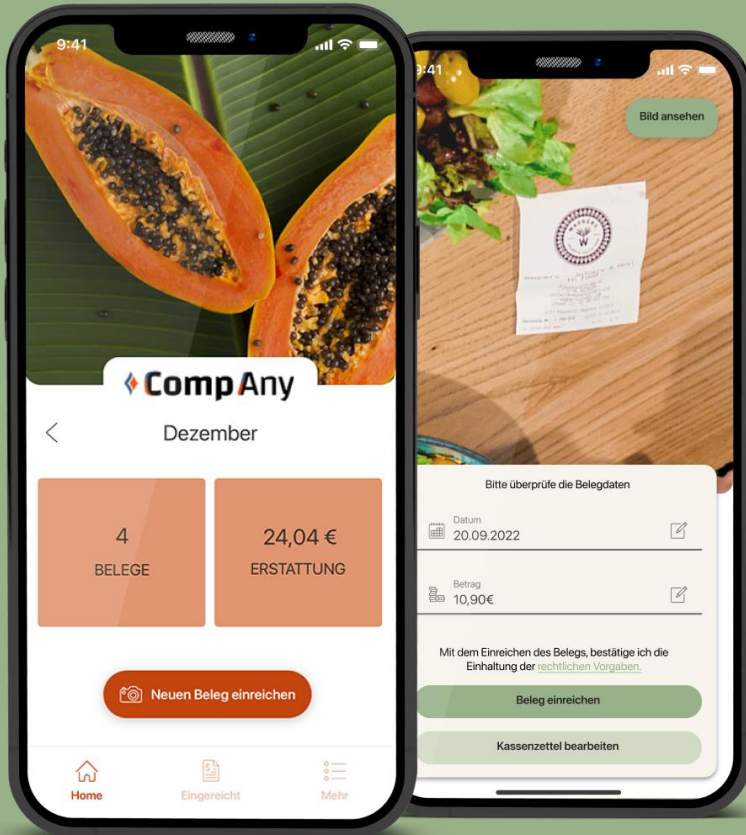 9:41
CompAny
Dezember
4
BELEGE
24,04 €
ERSTATTUNG
Neuen Beleg einreichen
Home
Eingereicht
Mehr
9:41
Bild ansehen
W
Bitte überprüfe die Belegdaten
Datum
20.09.2022
Betrag
10,90€
Mit dem Einreichen des Belegs, bestätige ich die
Einhaltung der rechtlichen Vorgaben.
Beleg einreichen
Kassenzettel bearbeiten